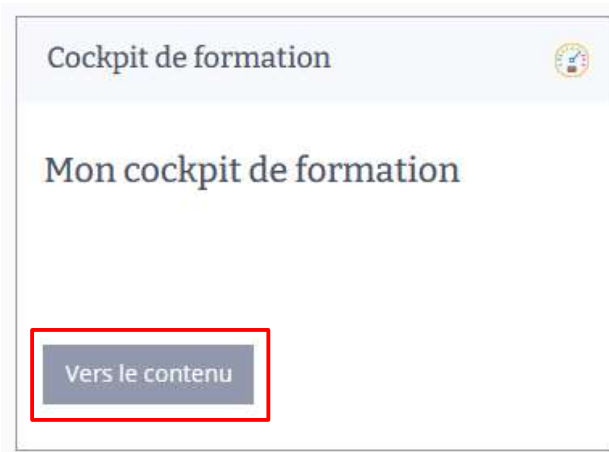 Cockpit de formation
Mon cockpit de formation
Vers le contenu